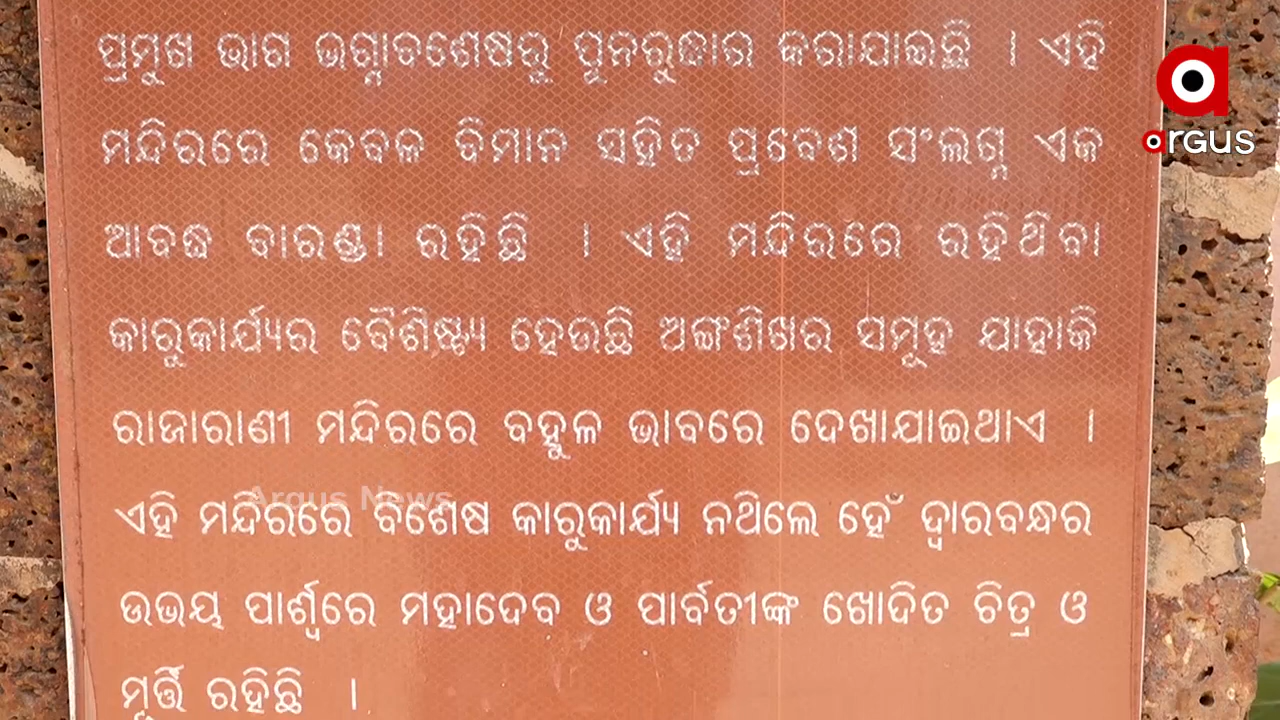 ପ୍ରମୁଖ ଭାଗ ଭଗ୍ନାବଶେଷରୁ ପୁନରୁଦ୍ଧାର କରାଯାଇଛି । ଏହି
argus
ମନ୍ଦିରରେ କେବଳ ବିମାନ ସହିତ ପ୍ରବେଶ ସଂଲଗ୍ନ ଏକ
ଆବଦ୍ଧ ବାରଣ୍ଡା ରହିଛି । ଏହି ମନ୍ଦିରରେ ରହିଥିବା
କାରୁକାର୍ଯ୍ୟର ବୈଶିଷ୍ଟ୍ୟ ହେଉଛି ଅଙ୍ଗଶିଖର ସମୂହ ଯାହାକି
ରାଜାରାଣୀ ମନ୍ଦିରରେ ବହୁଳ ଭାବରେ ଦେଖାଯାଇଥାଏ ।
Argus News
ଏହି ମନ୍ଦିରରେ ବିଶେଷ କାରୁକାର୍ଯ୍ୟ ନଥିଲେ ହେଁ ଦ୍ୱାରବନ୍ଧର
ଉଭୟ ପାର୍ଶ୍ୱରେ ମହାଦେବ ଓ ପାର୍ବତୀଙ୍କ ଖୋଦିତ ଚିତ୍ର ଓ
ମୂର୍ତ୍ତି ରହିଛି ।